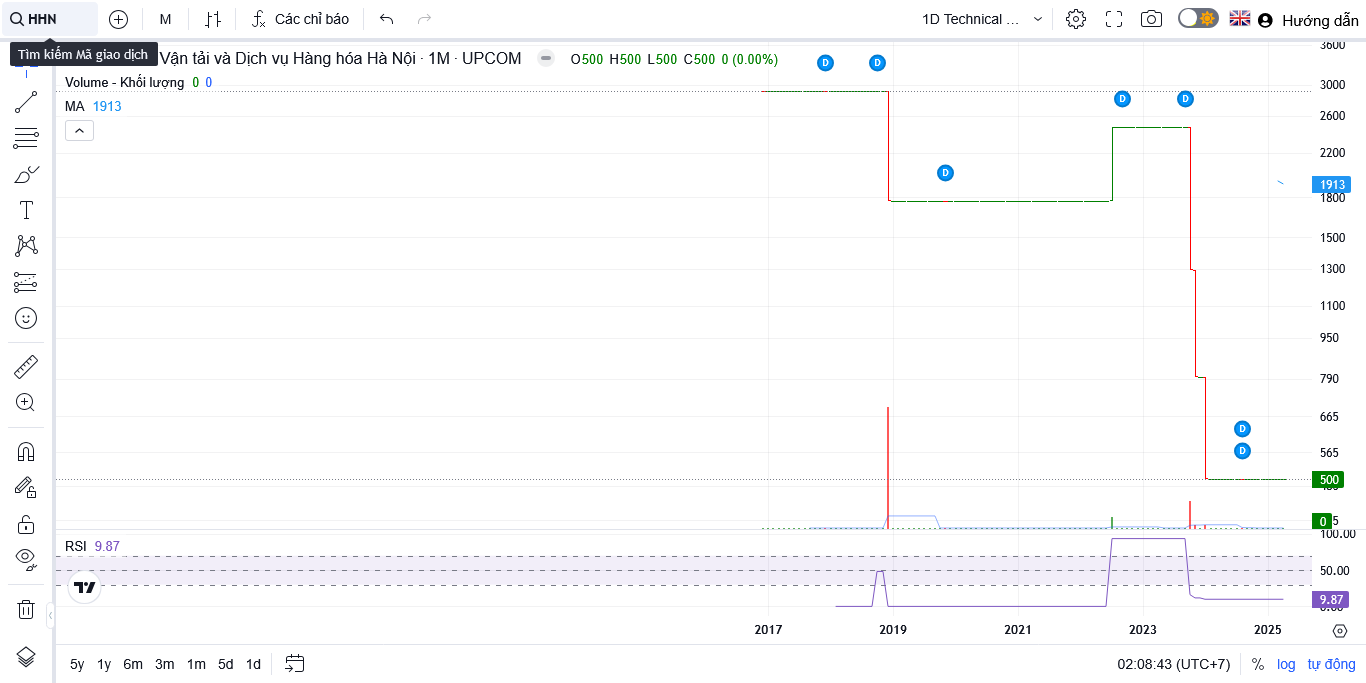 HHN
M
Các chỉ báo
1D Technical ...
Hướng dẫn
Tìm kiếm Mã giao dịch
Vận tải và Dịch vụ Hàng hóa Hà Nội · 1M · UPCOM
O500 H500 L500 C500 0 (0.00%)
Volume - Khối lượng 0 0
MA 1913
D
D
D
D
D
D
D
3600
3000
2600
2200
1913
1800
1500
1300
1100
950
790
665
565
500
0
RSI 9.87
100.00
50.00
9.87
0.00
2017
2019
2021
2023
2025
5y 1y 6m 3m 1m 5d 1d
02:08:43 (UTC+7)
% log tự động